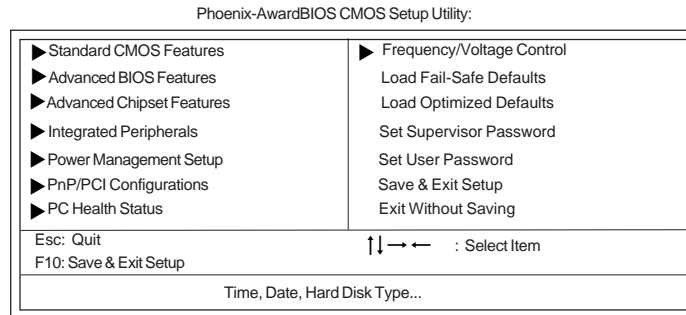 Phoenix-AwardBIOS CMOS Setup Utility:
▶Standard CMOS Features
▶Advanced BIOS Features
▶Advanced Chipset Features
▶Integrated Peripherals
▶Power Management Setup
▶PnP/PCI Configurations
▶PC Health Status
▶ Frequency/Voltage Control
Load Fail-Safe Defaults
Load Optimized Defaults
Set Supervisor Password
Set User Password
Save & Exit Setup
Exit Without Saving
Esc: Quit
F10: Save & Exit Setup
↑↓→← : Select Item
Time, Date, Hard Disk Type...